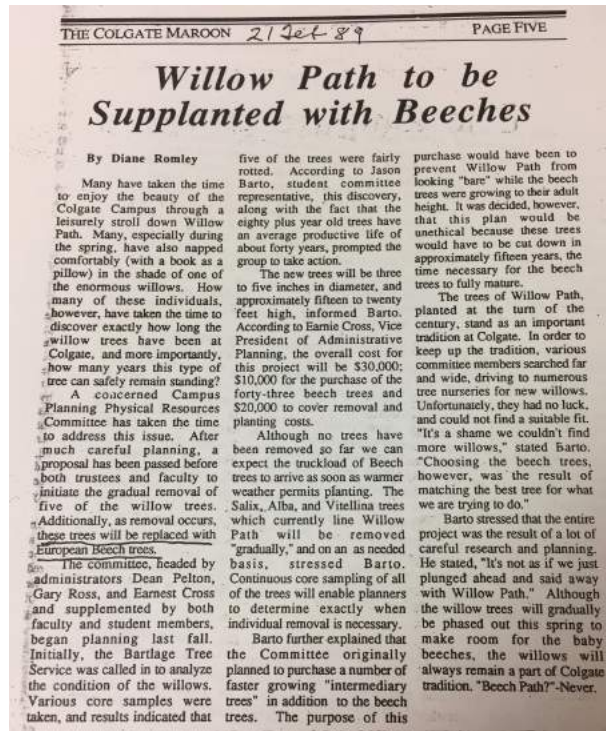 THE COLGATE MAROON
21 Feb 89
PAGE FIVE
Willow Path to be
Supplanted with Beeches
By Diane Romley
Many have taken the time
to enjoy the beauty of the
Colgate Campus through a
leisurely stroll down Willow
Path. Many, especially during
the spring, have also napped
comfortably (with a book as a
pillow) in the shade of one of
the enormous willows. How
many of these individuals,
however, have taken the time to
discover exactly how long the
willow trees have been at
Colgate, and more importantly,
how many years this type of
tree can safely remain standing?
A concerned Campus
Planning Physical Resources
Committee has taken the time
to address this issue. After
much careful planning, a
proposal has been passed before
both trustees and faculty to
initiate the gradual removal of
five of the willow trees.
Additionally, as removal occurs,
these trees will be replaced with
European Beech trees.
The committee, headed by
administrators Dean Pelton,
Gary Ross, and Earnest Cross
and supplemented by both
faculty and student members,
began planning last fall.
Initially, the Bartlage Tree
Service was called in to analyze
the condition of the willows.
Various core samples were
taken, and results indicated that
five of the trees were fairly
rotted. According to Jason
Barto, student committee
representative, this discovery,
along with the fact that the
eighty plus year old trees have
an average productive life of
about forty years, prompted the
group to take action.
The new trees will be three
to five inches in diameter, and
approximately fifteen to twenty
feet high, informed Barto.
According to Earnie Cross, Vice
President of Administrative
Planning, the overall cost for
this project will be $30,000;
$10,000 for the purchase of the
forty-three beech trees and
$20,000 to cover removal and
planting costs.
Although no trees have
been removed so far we can
expect the truckload of Beech
trees to arrive as soon as warmer
weather permits planting. The
Salix, Alba, and Vitellina trees
which currently line Willow
Path will be removed
"gradually," and on an as needed
basis, stressed Barto.
Continuous core sampling of all
of the trees will enable planners
to determine exactly when
individual removal is necessary.
Barto further explained that
the Committee originally
planned to purchase a number of
faster growing "intermediary
trees" in addition to the beech
trees. The purpose of this
purchase would have been to
prevent Willow Path from
looking "bare" while the beech
trees were growing to their adult
height. It was decided, however,
that this plan would be
unethical because these trees
would have to be cut down in
approximately fifteen years, the
time necessary for the beech
trees to fully mature.
The trees of Willow Path,
planted at the turn of the
century, stand as an important
tradition at Colgate. In order to
keep up the tradition, various
committee members searched far
and wide, driving to numerous
tree nurseries for new willows.
Unfortunately, they had no luck,
and could not find a suitable fit.
"It's a shame we couldn't find
more willows," stated Barto.
"Choosing the beech trees,
however, was the result of
matching the best tree for what
we are trying to do."
Barto stressed that the entire
project was the result of a lot of
careful research and planning.
He stated, "It's not as if we just
plunged ahead and said away
with Willow Path." Although
the willow trees will gradually
be phased out this spring to
make room for the baby
beeches, the willows will
always remain a part of Colgate
tradition. "Beech Path?"-Never.